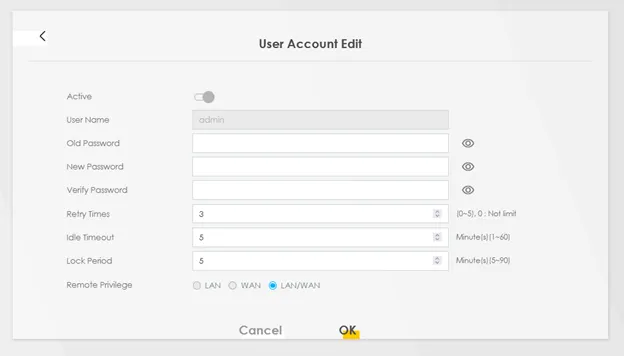 User Account Edit
Active
User Name admin
Old Password
New Password
Verify Password
Retry Times 3 (0~5), 0 : Not limit
Idle Timeout 5 Minute(s)(1~60)
Lock Period 5 Minute(s)(5~90)
Remote Privilege LAN WAN LAN/WAN
Cancel OK